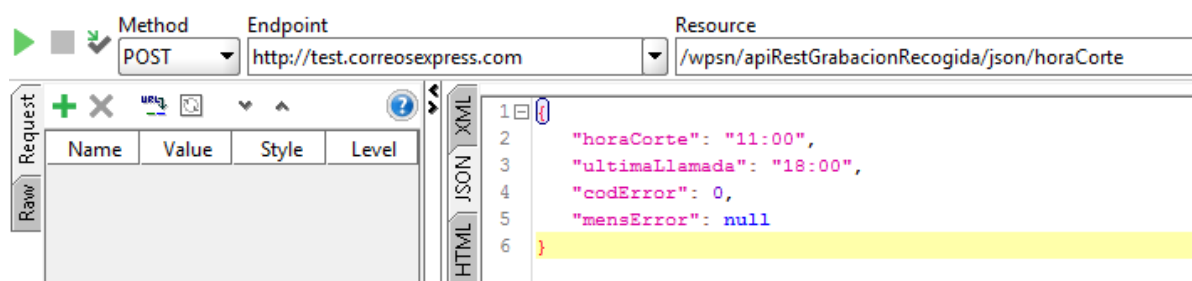 Method Endpoint Resource
POST http://test.correosexpress.com /wpsn/apiRestGrabacionRecogida/json/horaCorte
Request
Raw
URL
?
Name Value Style Level
XML
JSON
HTML
1 {
2 "horaCorte": "11:00",
3 "ultimaLlamada": "18:00",
4 "codError": 0,
5 "mensError": null
6 }